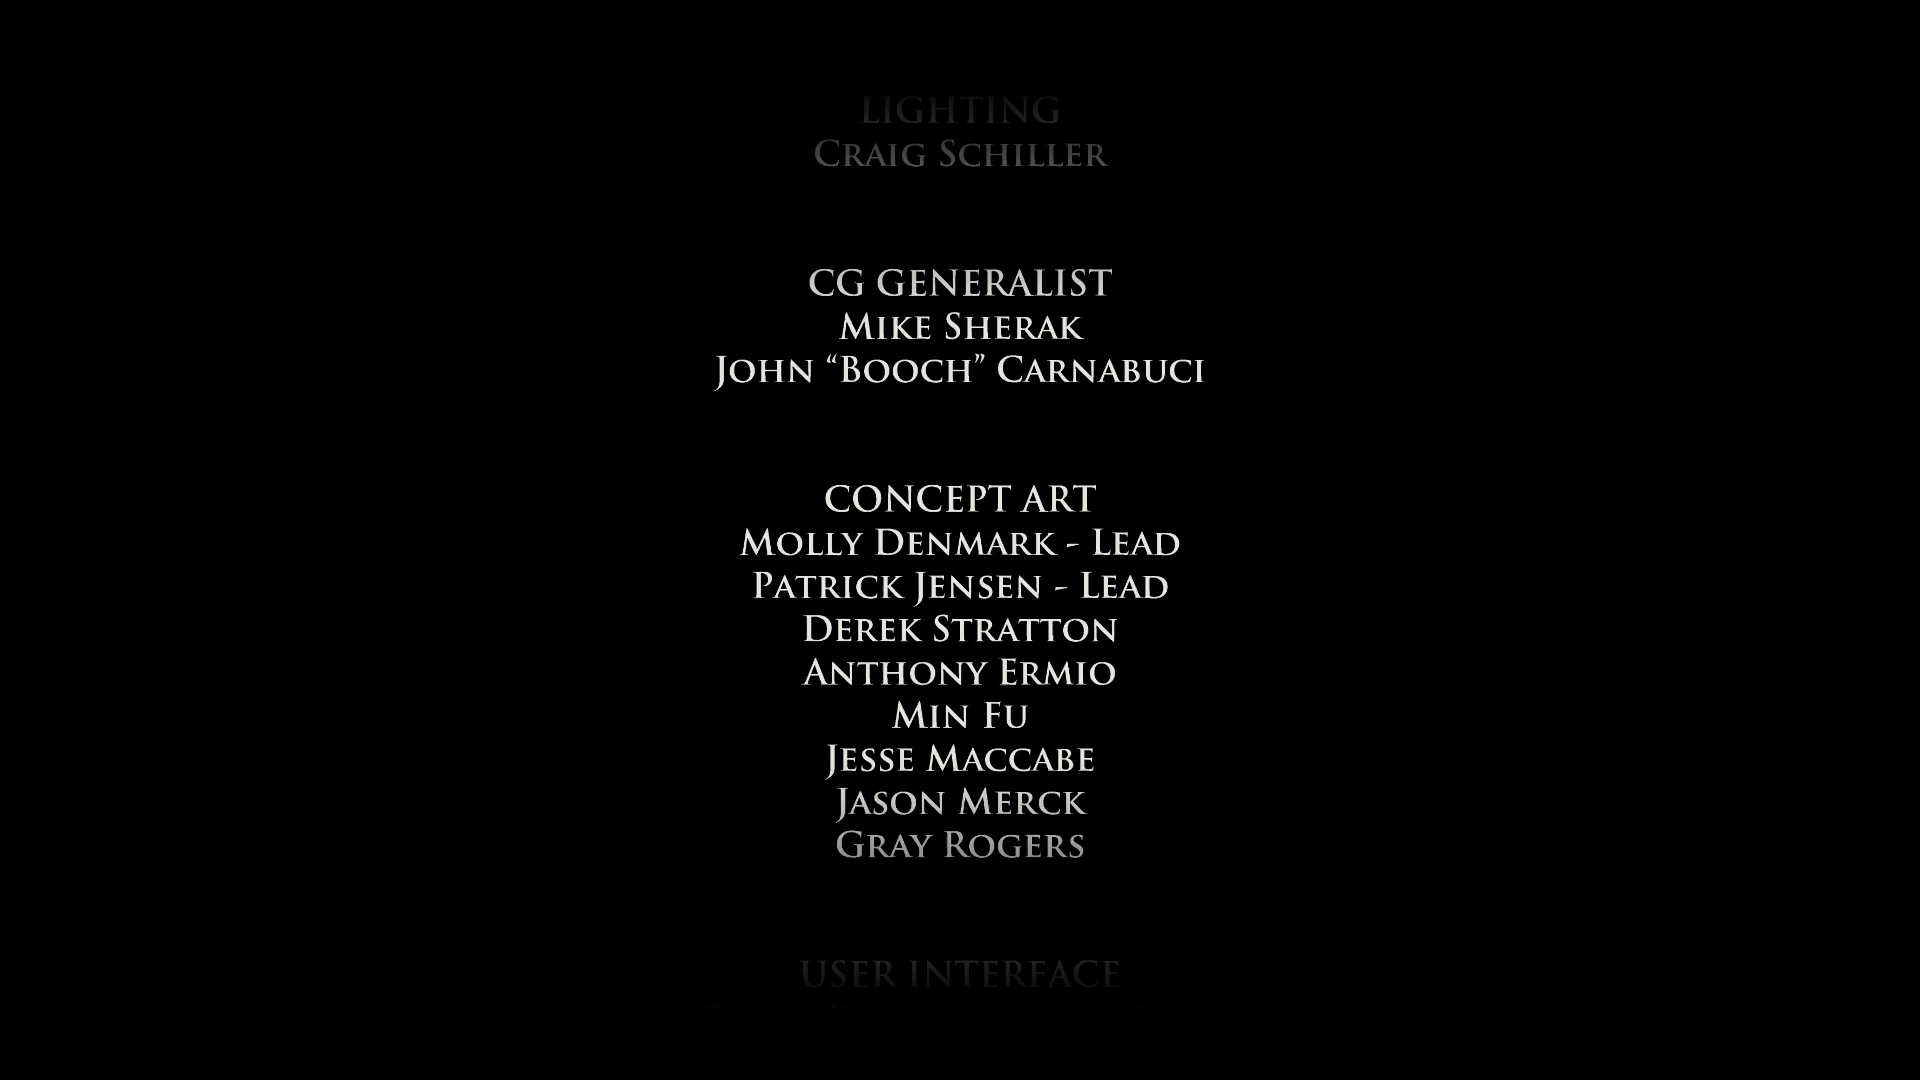 LIGHTING
CRAIG SCHILLER
CG GENERALIST
MIKE SHERAK
JOHN “BOOCH” CARNABUCI
CONCEPT ART
MOLLY DENMARK - LEAD
PATRICK JENSEN - LEAD
DEREK STRATTON
ANTHONY ERMIO
MIN FU
JESSE MACCABE
JASON MERCK
GRAY ROGERS
USER INTERFACE